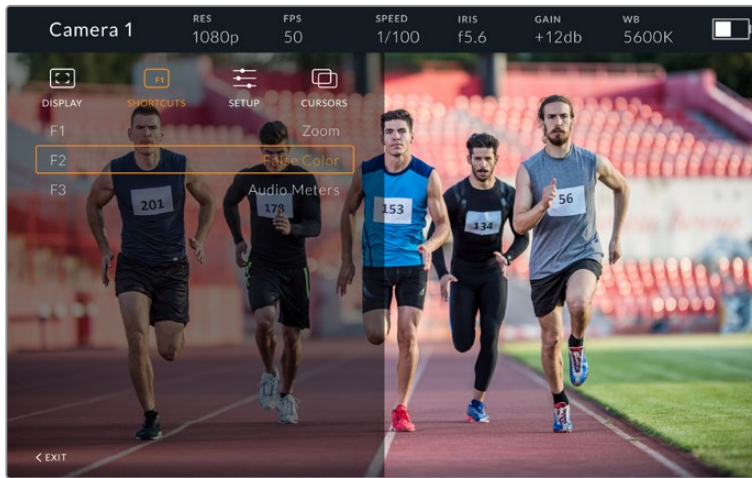 Camera 1
RES FPS SPEED IRIS GAIN WB
1080p 50 1/100 f5.6 +12db 5600K
F1
DISPLAY SHORTCUTS SETUP CURSORS
F1 Zoom
F2 False Color
F3 Audio Meters
201 178 153 134 56
< EXIT